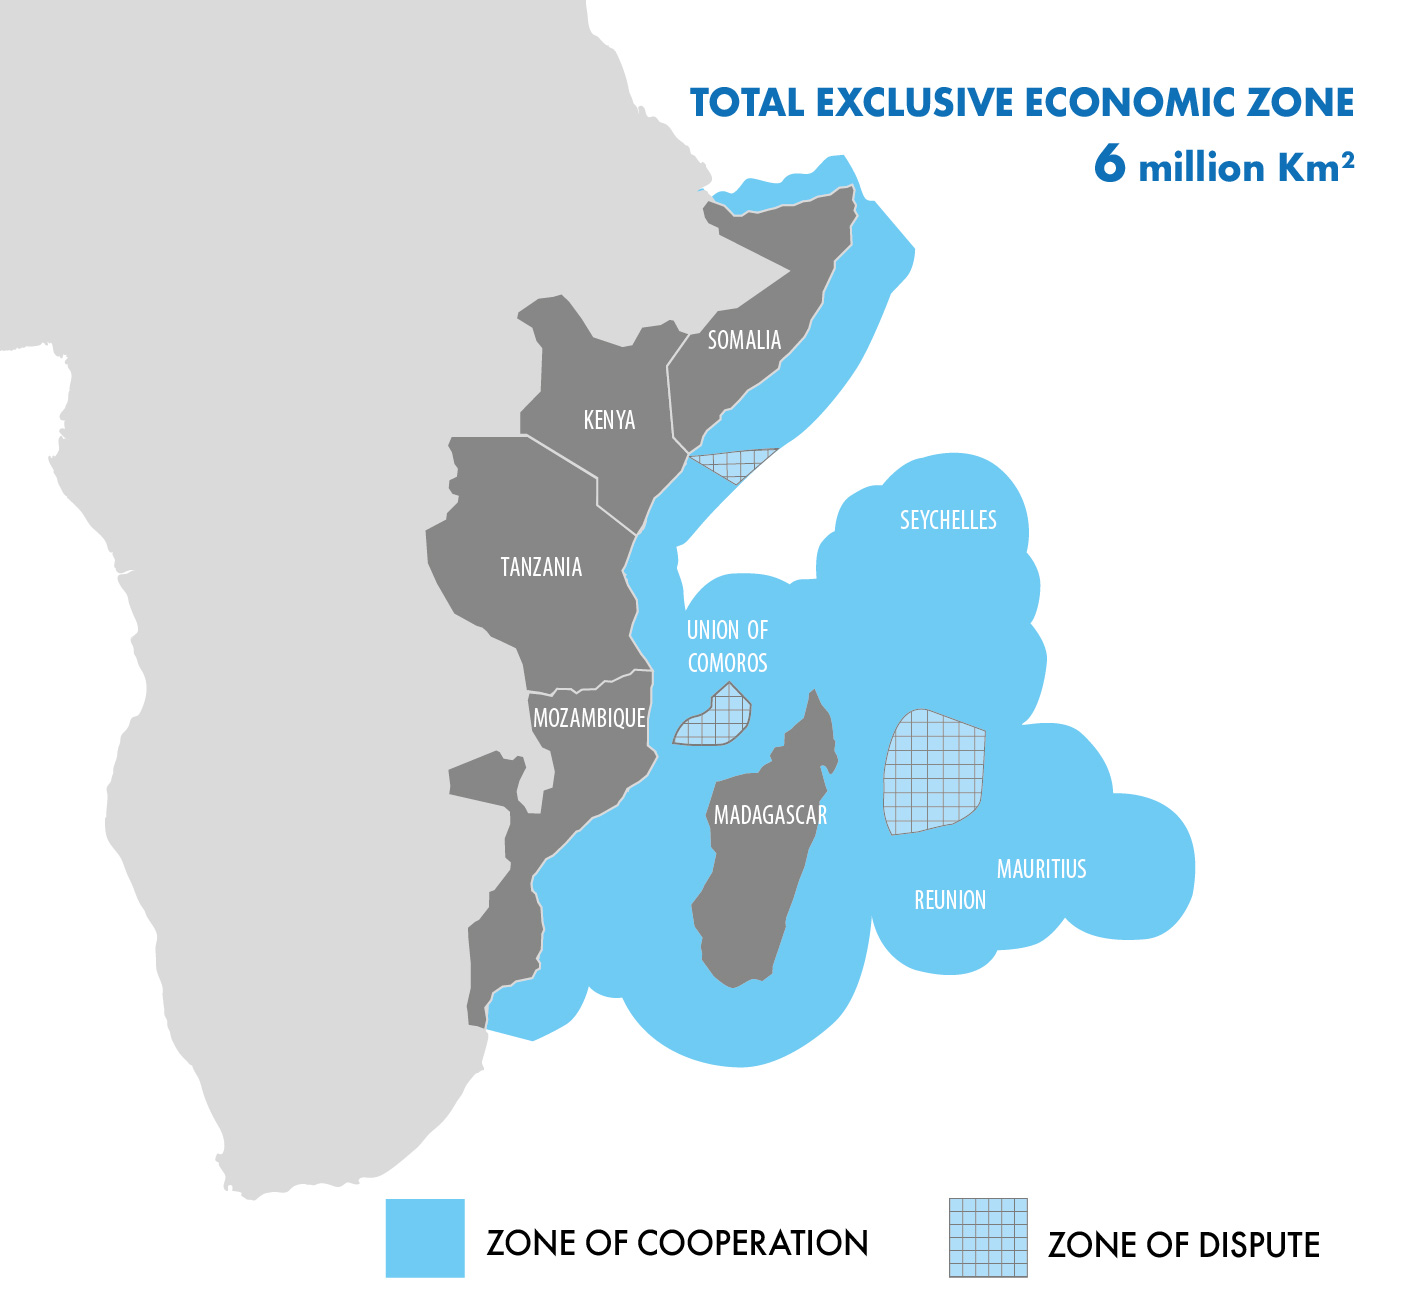 TOTAL EXCLUSIVE ECONOMIC ZONE
6 million Km²
SOMALIA
KENYA
SEYCHELLES
TANZANIA
UNION OF
COMOROS
MOZAMBIQUE
MADAGASCAR
MAURITIUS
REUNION
ZONE OF COOPERATION
ZONE OF DISPUTE